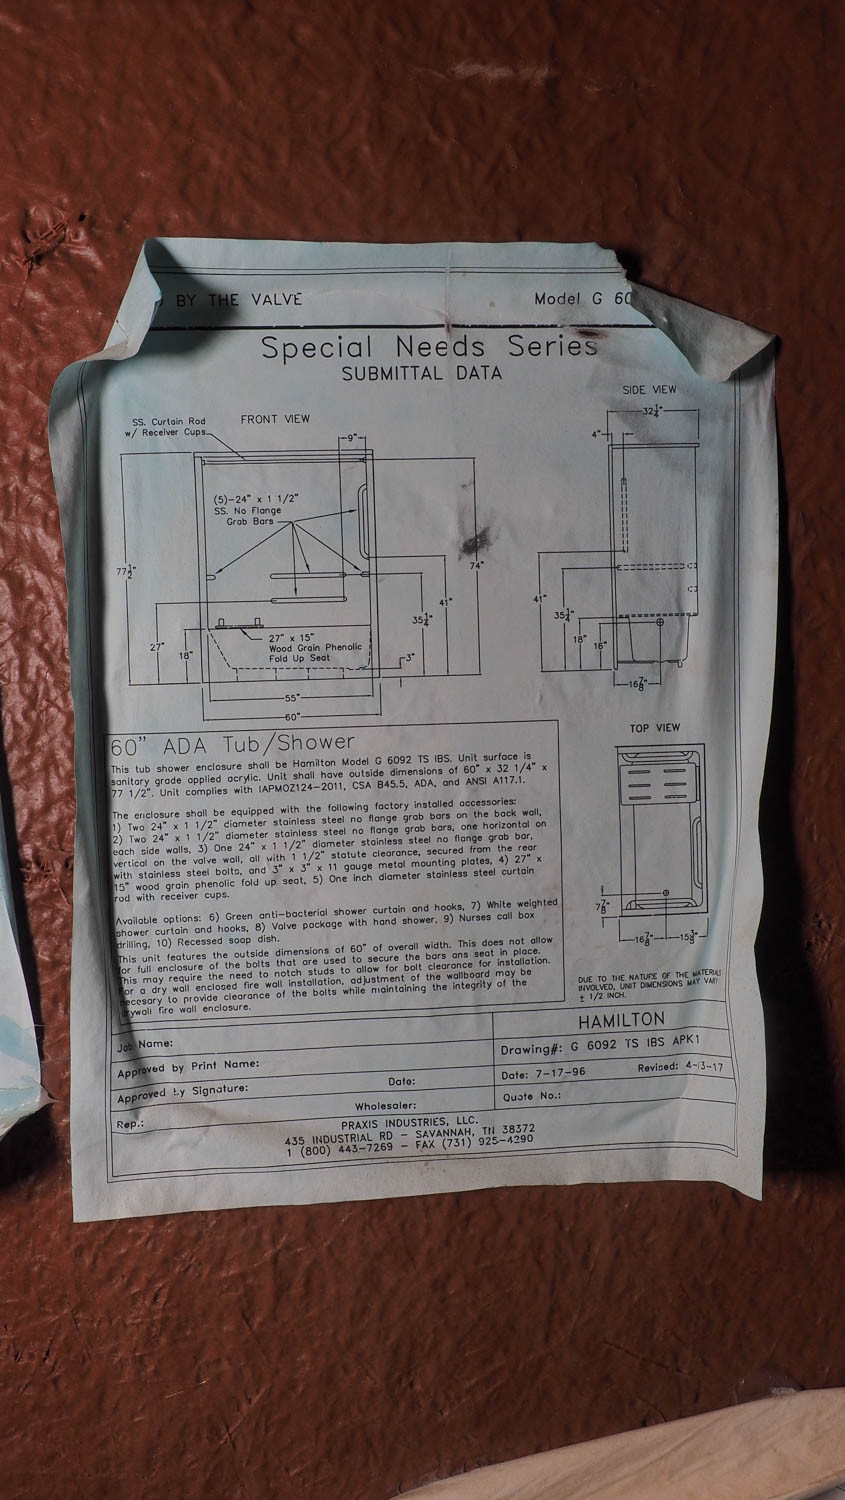 BY THE VALVE
Model G 60
Special Needs Series
SUBMITTAL DATA
FRONT VIEW
SS. Curtain Rod
w/ Receiver Cups
9"
(5)-24" x 1 1/2"
SS. No Flange
Grab Bars
77 1/2"
74"
41"
35 1/4"
27"
18"
27" x 15"
Wood Grain Phenolic
Fold Up Seat
3"
55"
60"
SIDE VIEW
32 1/4"
4"
41"
35 1/4"
18"
16"
16 7/8"
TOP VIEW
7 7/8"
16 7/8"
15 3/8"
DUE TO THE NATURE OF THE MATERIALS
INVOLVED, UNIT DIMENSIONS MAY VARY
± 1/2 INCH.
60" ADA Tub/Shower
This tub shower enclosure shall be Hamilton Model G 6092 TS IBS. Unit surface is
sanitary grade applied acrylic. Unit shall have outside dimensions of 60" x 32 1/4" x
77 1/2". Unit complies with IAPMOZ124-2011, CSA B45.5, ADA, and ANSI A117.1.
The enclosure shall be equipped with the following factory installed accessories:
1) Two 24" x 1 1/2" diameter stainless steel no flange grab bars on the back wall,
2) Two 24" x 1 1/2" diameter stainless steel no flange grab bars, one horizontal on
each side walls, 3) One 24" x 1 1/2" diameter stainless steel no flange grab bar,
vertical on the valve wall, all with 1 1/2" statute clearance, secured from the rear
with stainless steel bolts, and 3" x 3" x 11 gauge metal mounting plates, 4) 27" x
15" wood grain phenolic fold up seat, 5) One inch diameter stainless steel curtain
rod with receiver cups.
Available options: 6) Green anti-bacterial shower curtain and hooks, 7) White weighted
shower curtain and hooks, 8) Valve package with hand shower, 9) Nurses call box
drilling, 10) Recessed soap dish.
This unit features the outside dimensions of 60" of overall width. This does not allow
for full enclosure of the bolts that are used to secure the bars ans seat in place.
This may require the need to notch studs to allow for bolt clearance for installation.
For a dry wall enclosed fire wall installation, adjustment of the wallboard may be
necesary to provide clearance of the bolts while maintaining the integrity of the
drywall fire wall enclosure.
Job Name:
Approved by Print Name:
Approved by Signature:
Date:
Wholesaler:
Rep.:
HAMILTON
Drawing#: G 6092 TS IBS APK1
Date: 7-17-96
Revised: 4-13-17
Quote No.:
PRAXIS INDUSTRIES, LLC.
435 INDUSTRIAL RD - SAVANNAH, TN 38372
1 (800) 443-7269 - FAX (731) 925-4290